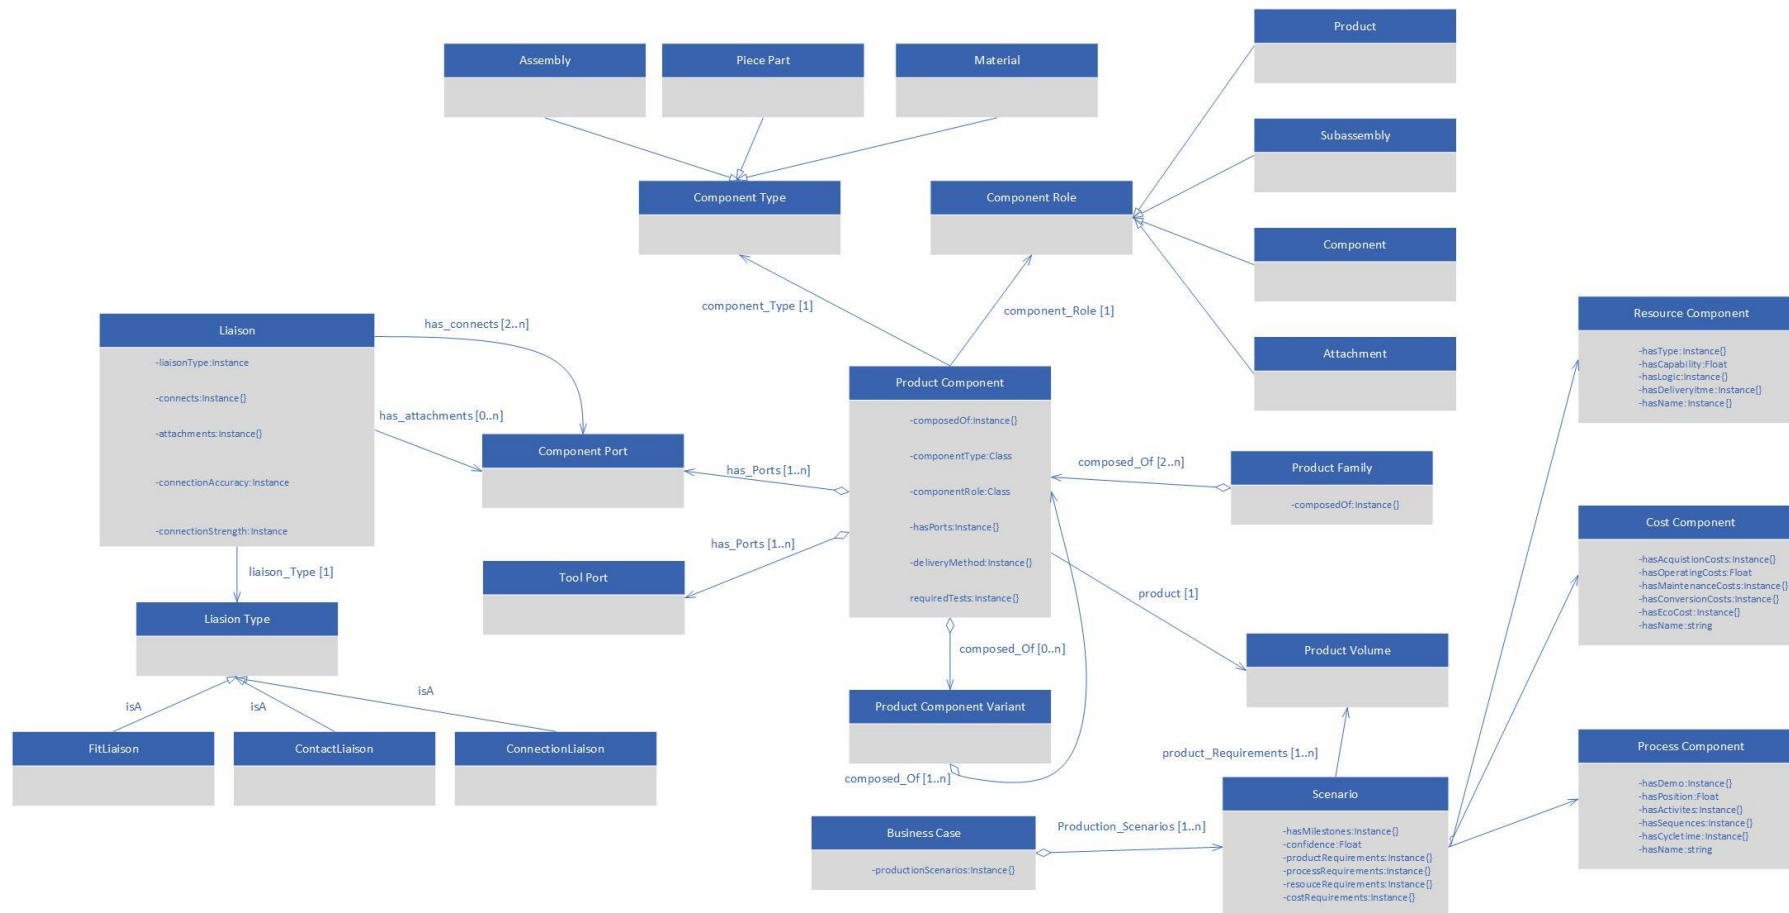 Product
Assembly
Piece Part
Material
Subassembly
Component Type
Component Role
Component
component_Type [1]
component_Role [1]
Attachment
Resource Component
-hasType:Instance{}
-hasCapability:Float
-hasLogic:Instance{}
-hasDeliveryitme:Instance{}
-hasName:Instance{}
Liaison
-liaisonType:Instance
-connects:Instance{}
-attachments:Instance{}
-connectionAccuracy:Instance
-connectionStrength:Instance
has_connects [2..n]
has_attachments [0..n]
Component Port
has_Ports [1..n]
Product Component
-composedOf:Instance{}
-componentType:Class
-componentRole:Class
-hasPorts:Instance{}
-deliveryMethod:Instance{}
requiredTests:Instance{}
composed_Of [2..n]
Product Family
-composedOf:Instance{}
Cost Component
-hasAcquistionCosts:Instance{}
-hasOperatingCosts:Float
-hasMaintenanceCosts:Instance{}
-hasConversionCosts:Instance{}
-hasEcoCost:Instance{}
-hasName:string
has_Ports [1..n]
Tool Port
liaison_Type [1]
Liasion Type
product [1]
composed_Of [0..n]
Product Volume
isA
isA
isA
FitLiaison
ContactLiaison
ConnectionLiaison
Product Component Variant
composed_Of [1..n]
product_Requirements [1..n]
Process Component
-hasDemo:Instance{}
-hasPosition:Float
-hasActivites:Instance{}
-hasSequences:Instance{}
-hasCycletime:Instance{}
-hasName:string
Business Case
-productionScenarios:Instance{}
Production_Scenarios [1..n]
Scenario
-hasMilestones:Instance{}
-confidence:Float
-productRequirements:Instance{}
-processRequirements:Instance{}
-resouceRequirements:Instance{}
-costRequirements:Instance{}